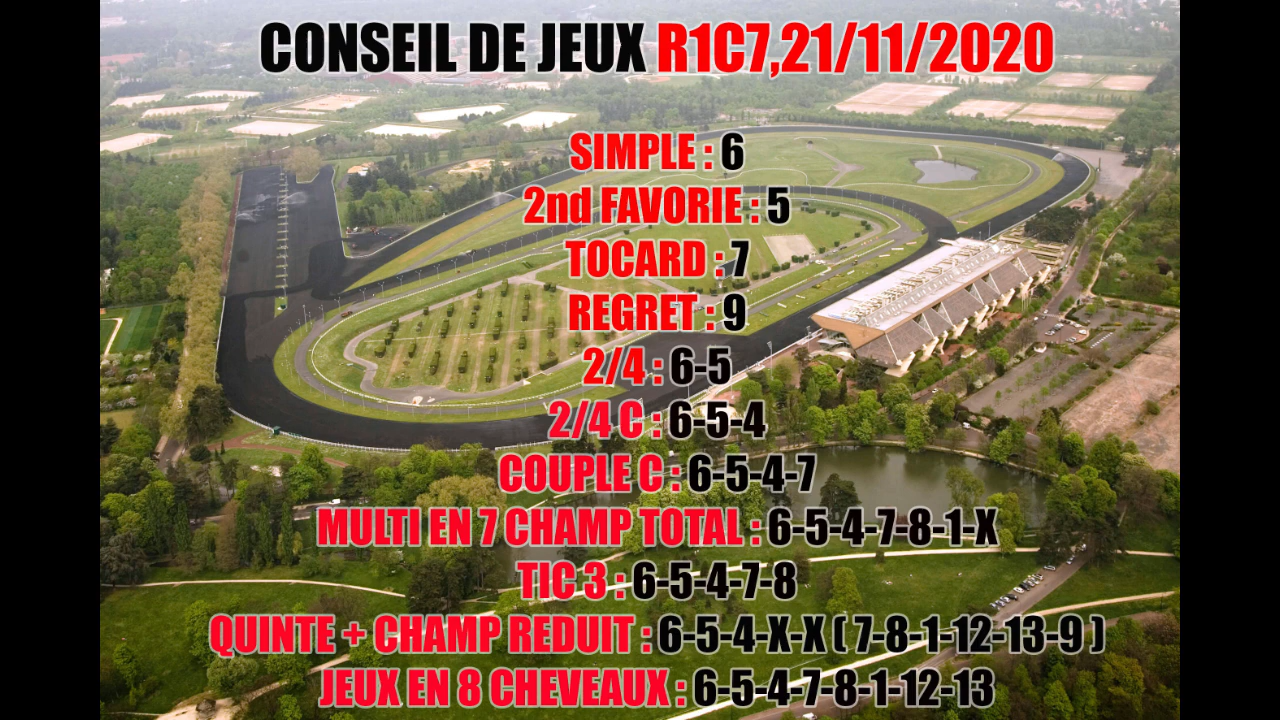 CONSEIL DE JEUX R1C7,21/11/2020
SIMPLE : 6
2nd FAVORIE : 5
TOCARD : 7
REGRET : 9
2/4 : 6-5
2/4 C : 6-5-4
COUPLE C : 6-5-4-7
MULTI EN 7 CHAMP TOTAL : 6-5-4-7-8-1-X
TIC 3 : 6-5-4-7-8
QUINTE + CHAMP REDUIT : 6-5-4-X-X ( 7-8-1-12-13-9 )
JEUX EN 8 CHEVEAUX : 6-5-4-7-8-1-12-13